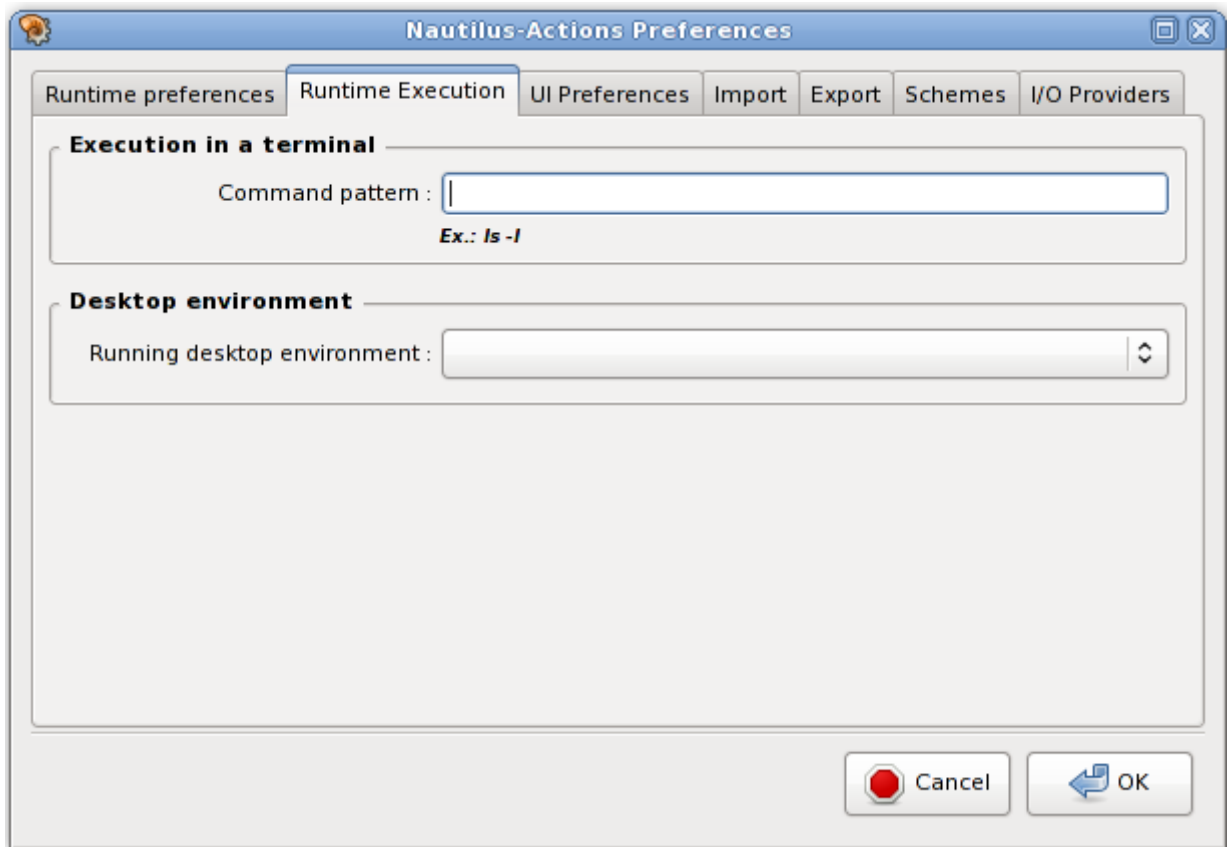 Nautilus-Actions Preferences
Runtime preferences Runtime Execution UI Preferences Import Export Schemes I/O Providers
Execution in a terminal
Command pattern :
Ex.: ls -l
Desktop environment
Running desktop environment :
Cancel OK